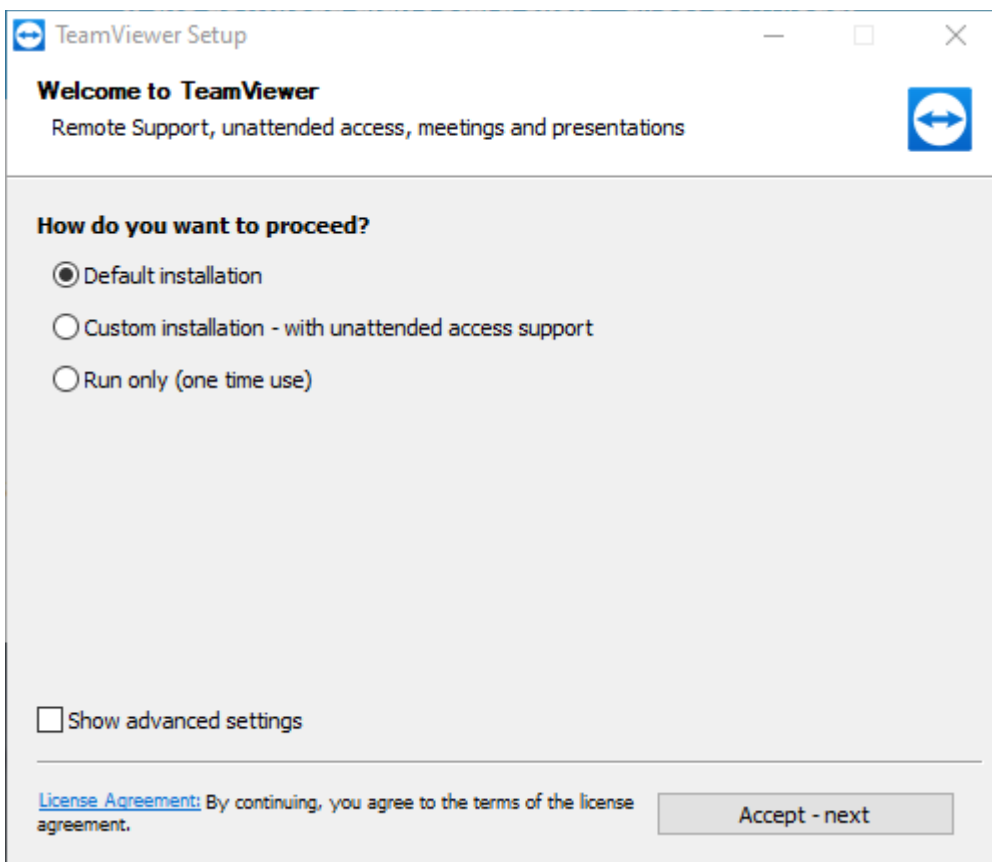 TeamViewer Setup
Welcome to TeamViewer
Remote Support, unattended access, meetings and presentations
How do you want to proceed?
Default installation
Custom installation - with unattended access support
Run only (one time use)
Show advanced settings
License Agreement: By continuing, you agree to the terms of the license
agreement.
Accept - next